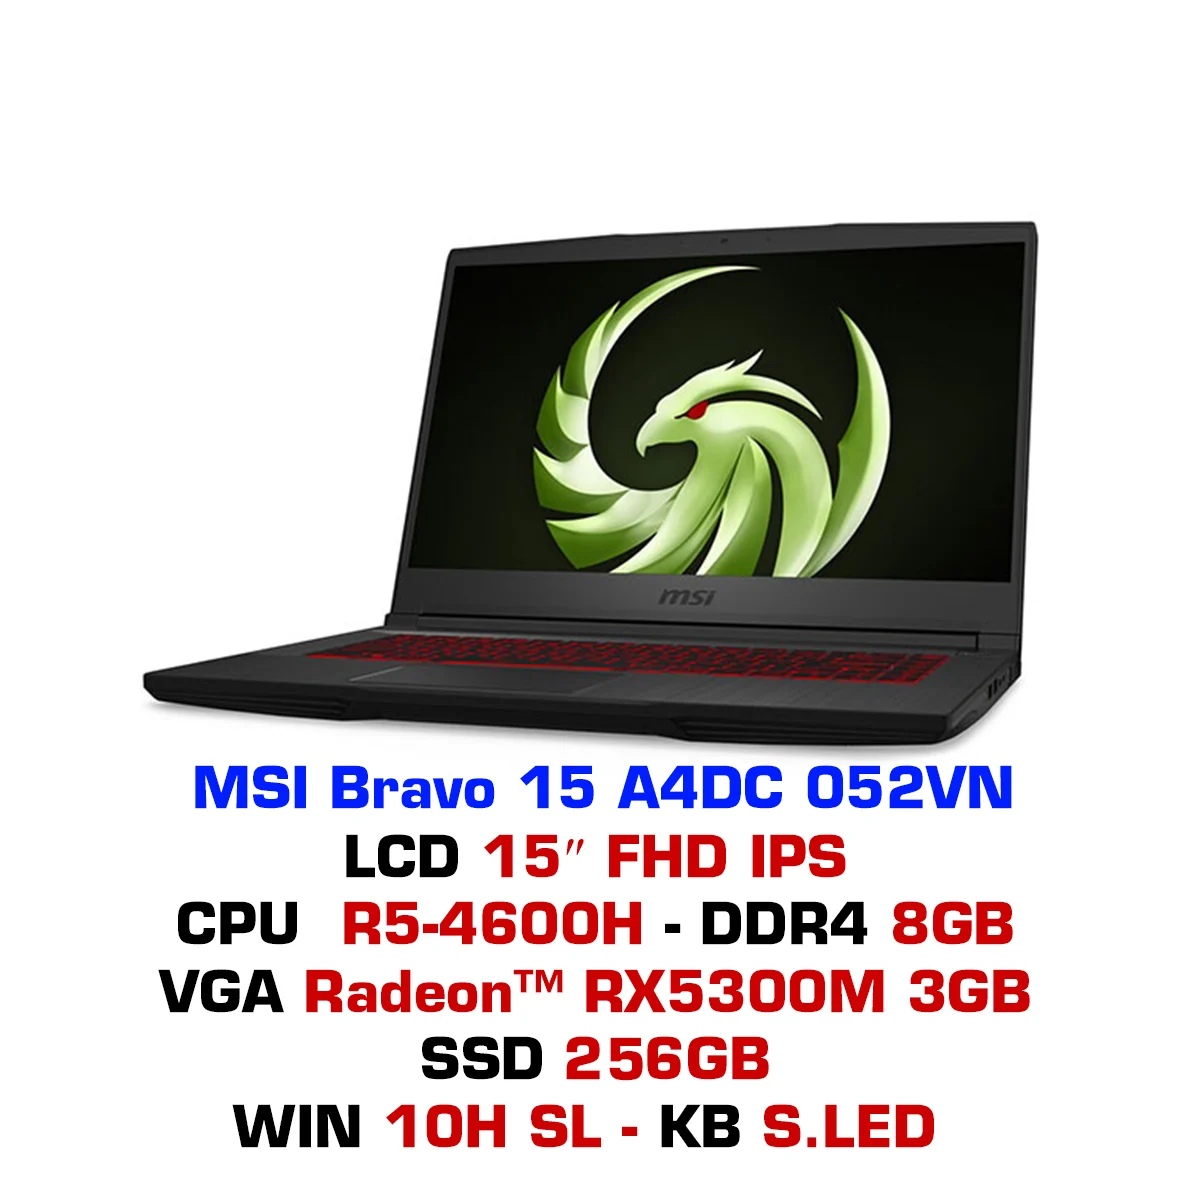 msi
MSI Bravo 15 A4DC 052VN
LCD 15″ FHD IPS
CPU R5-4600H - DDR4 8GB
VGA Radeon™ RX5300M 3GB
SSD 256GB
WIN 10H SL - KB S.LED